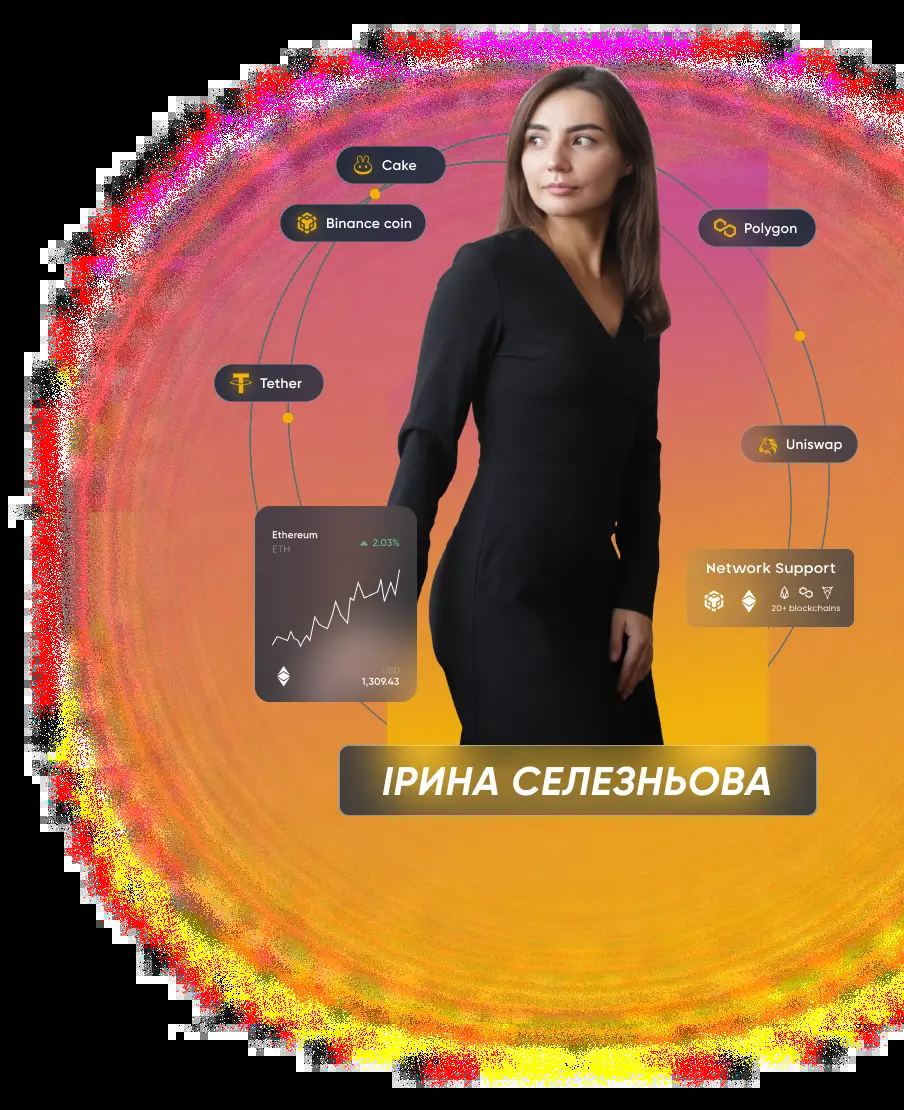 Cake
Binance coin
Polygon
Tether
Uniswap
Ethereum
ETH
2.03%
Network Support
20+ blockchains
USD
1,309.43
ІРИНА СЕЛЕЗНЬОВА